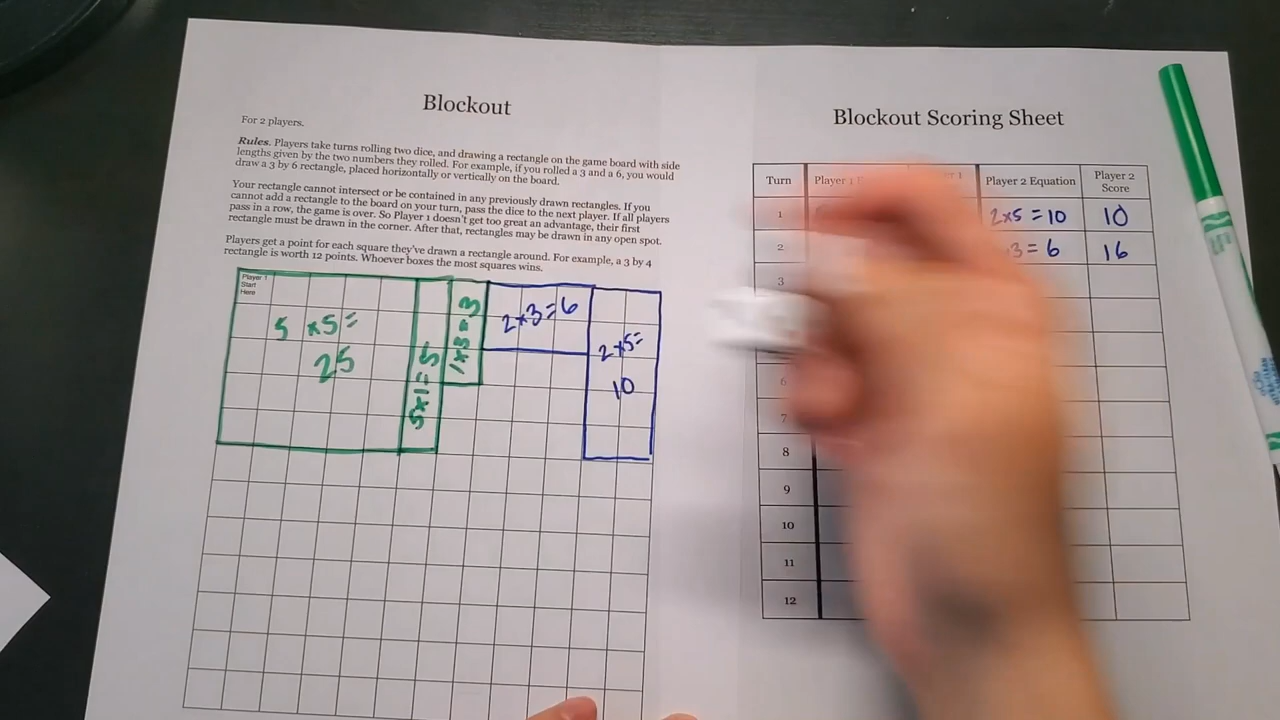 Blockout
For 2 players.
Rules. Players take turns rolling two dice, and drawing a rectangle on the game board with side
lengths given by the two numbers they rolled. For example, if you rolled a 3 and a 6, you would
draw a 3 by 6 rectangle, placed horizontally or vertically on the board.
Your rectangle cannot intersect or be contained in any previously drawn rectangles. If you
cannot add a rectangle to the board on your turn, pass the dice to the next player. If all players
pass in a row, the game is over. So Player 1 doesn't get too great an advantage, their first
rectangle must be drawn in the corner. After that, rectangles may be drawn in any open spot.
Players get a point for each square they've drawn a rectangle around. For example, a 3 by 4
rectangle is worth 12 points. Whoever boxes the most squares wins.
Player 1
Start
Here
5 x5=
25
5x1=5
1x3=3
2x3=6
2x5=
10
Blockout Scoring Sheet
Turn Player 1 Player 2 Equation Player 2
Score
1 2x5=10 10
2 3=6 16
3
6
7
8
9
10
11
12